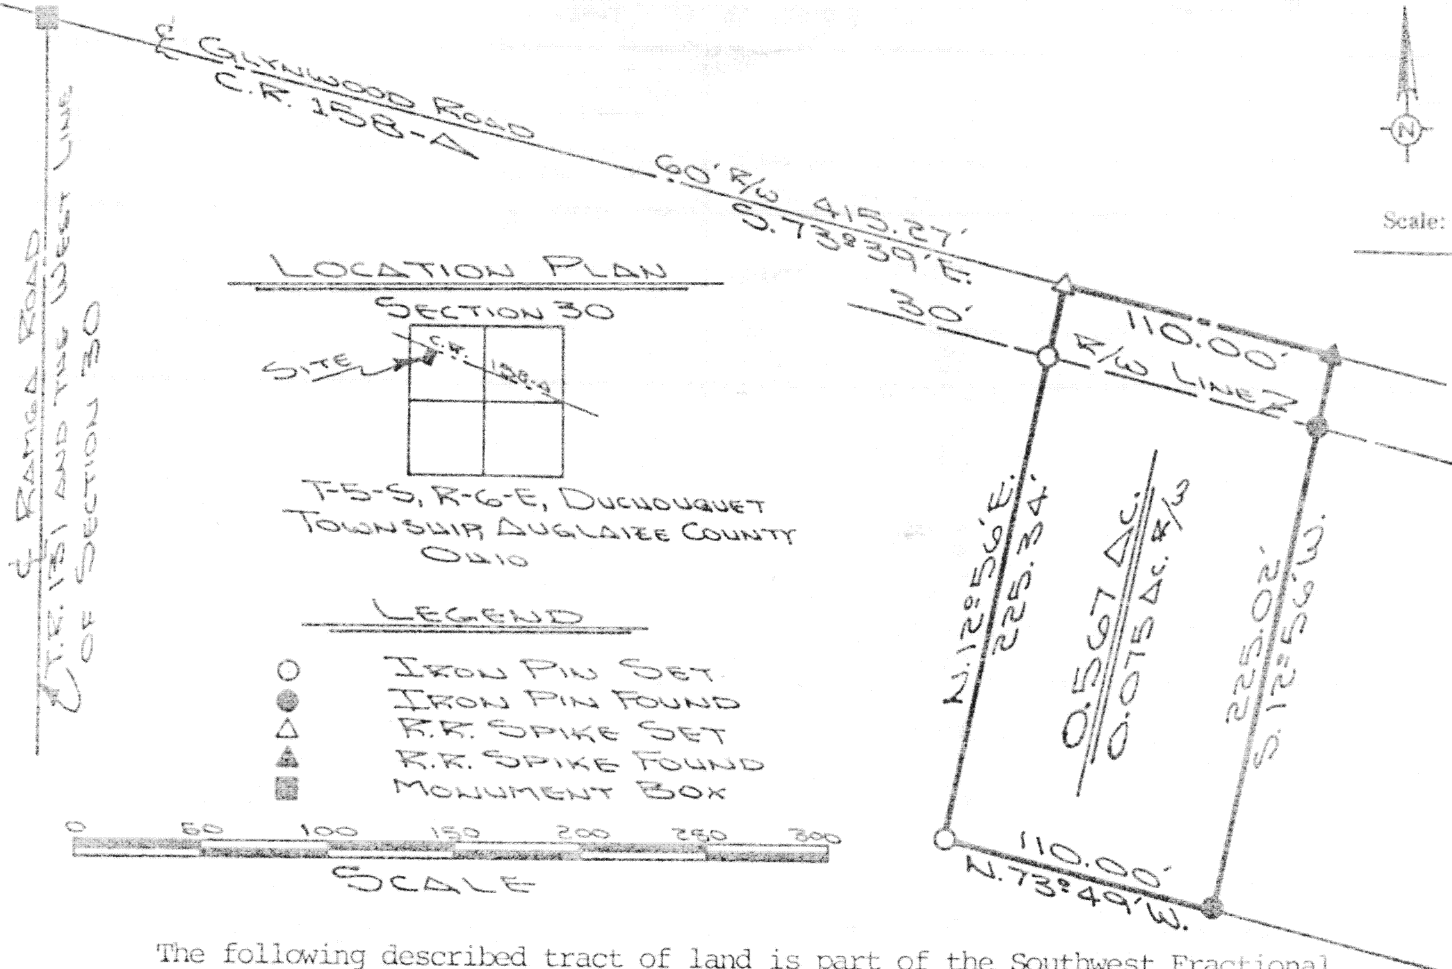 ℄ GLYNWOOD ROAD
C.R. 158-A
60' R/W 415.27'
S.73°39'E.
N
Scale:
℄ T.R. 131 AND THE WEST LINE
OF SECTION 30
LOCATION PLAN
SECTION 30
SITE
C.R. 158-A
T-5-S, R-6-E, DUCHOUQUET
TOWNSHIP, AUGLAIZE COUNTY
OHIO
30'
110.00'
R/W LINE
N.12°56'E.
225.34'
0.567 AC.
0.075 AC. R/W
225.02'
S.12°56'W.
110.00'
N.73°49'W.
LEGEND
IRON PIN SET
IRON PIN FOUND
R.R. SPIKE SET
R.R. SPIKE FOUND
MONUMENT BOX
0 50 100 150 200 250 300
SCALE
The following described tract of land is part of the Southwest Fractional